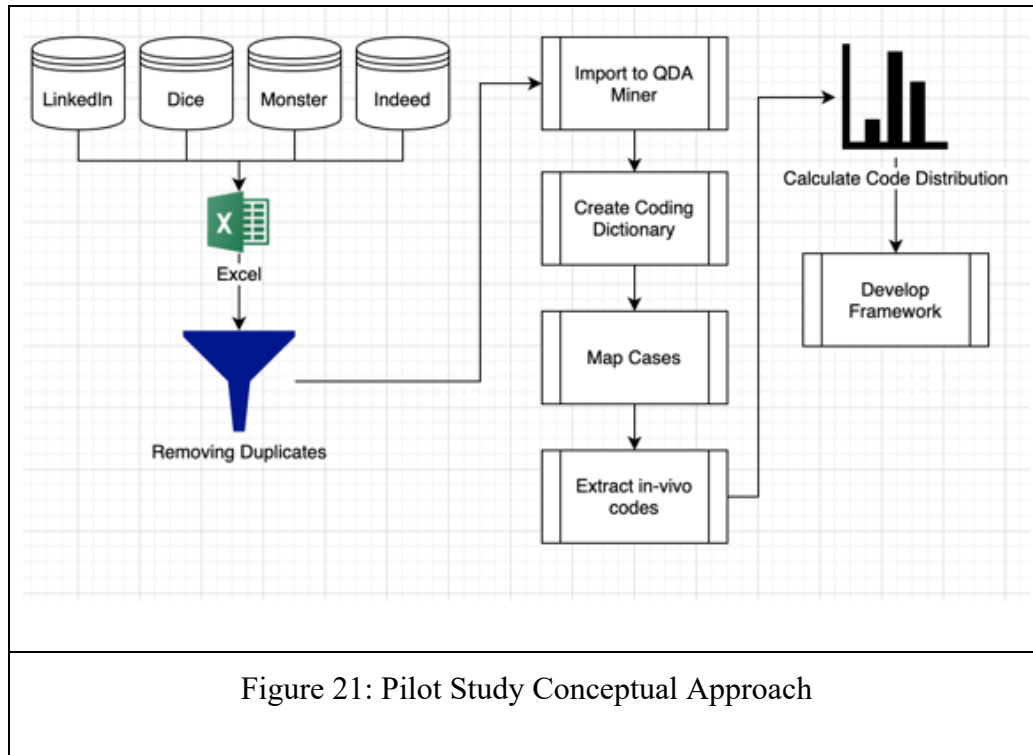 LinkedIn
Dice
Monster
Indeed
X
Excel
Removing Duplicates
Import to QDA
Miner
Create Coding
Dictionary
Map Cases
Extract in-vivo
codes
Calculate Code Distribution
Develop
Framework
Figure 21: Pilot Study Conceptual Approach